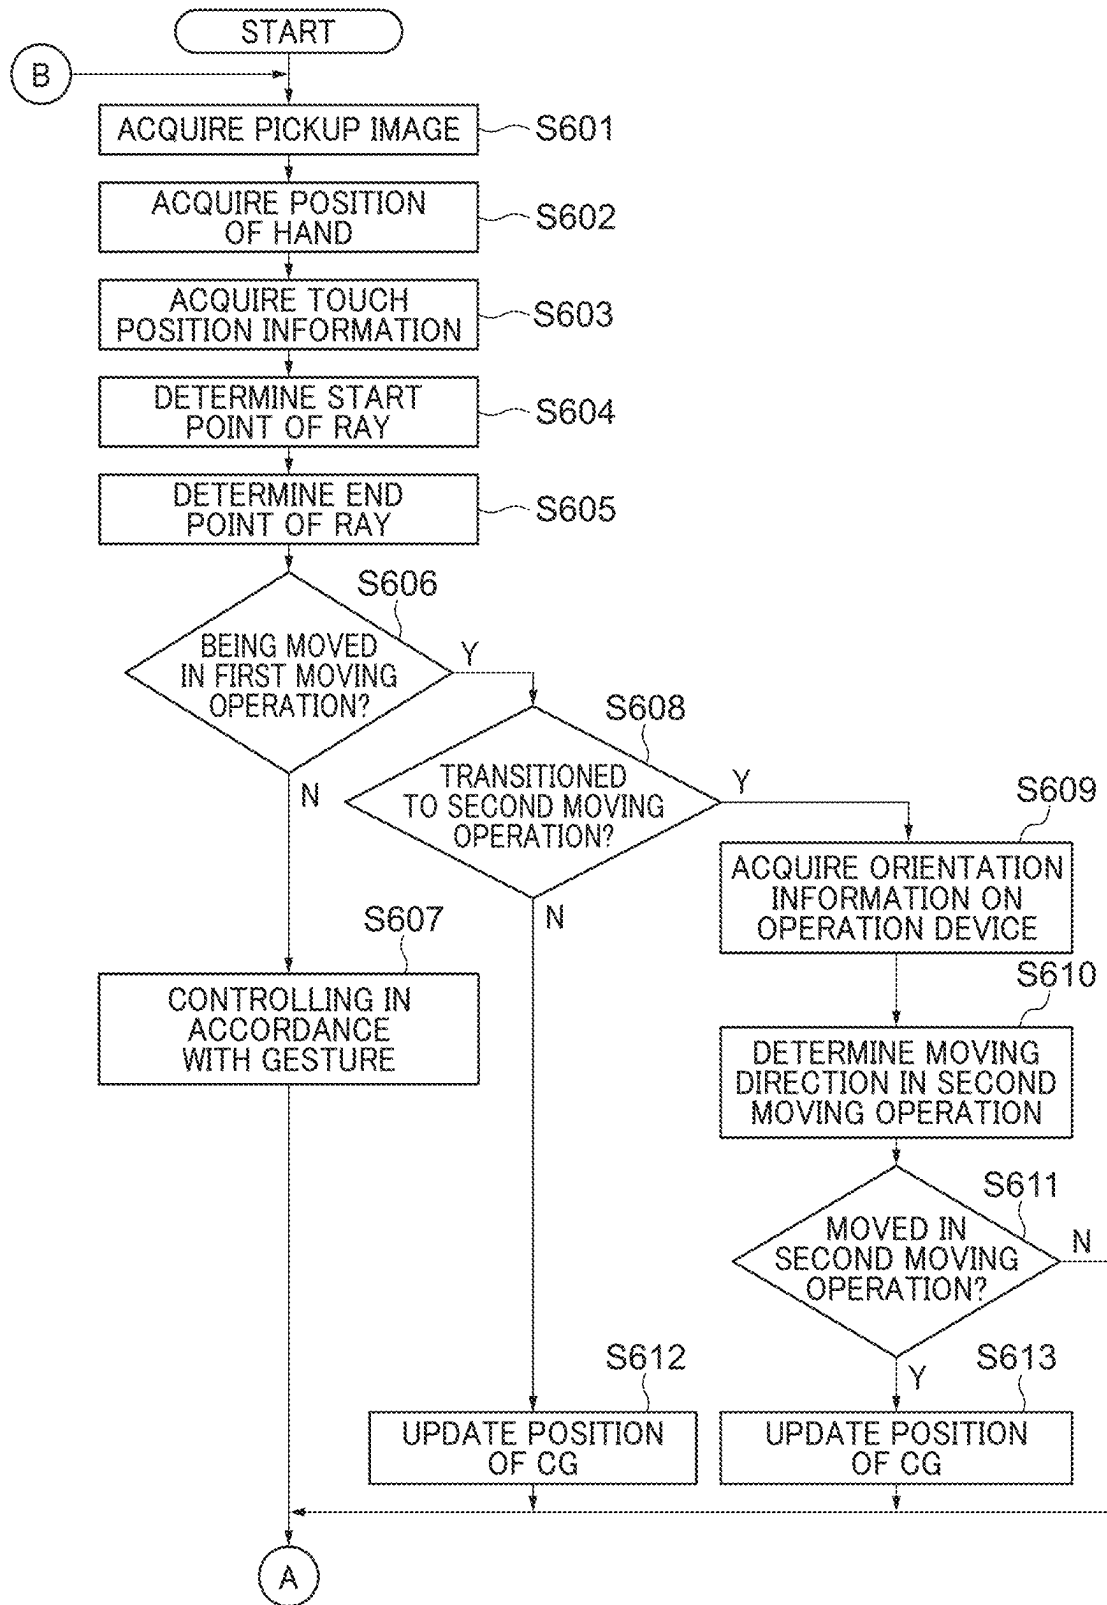 START
B
ACQUIRE PICKUP IMAGE
S601
ACQUIRE POSITION
OF HAND
S602
ACQUIRE TOUCH
POSITION INFORMATION
S603
DETERMINE START
POINT OF RAY
S604
DETERMINE END
POINT OF RAY
S605
S606
BEING MOVED
IN FIRST MOVING
OPERATION?
Y
N
S608
TRANSITIONED
TO SECOND MOVING
OPERATION?
Y
N
S609
ACQUIRE ORIENTATION
INFORMATION ON
OPERATION DEVICE
S607
CONTROLLING IN
ACCORDANCE
WITH GESTURE
S610
DETERMINE MOVING
DIRECTION IN SECOND
MOVING OPERATION
S611
MOVED IN
SECOND MOVING
OPERATION?
N
Y
S612
UPDATE POSITION
OF CG
S613
UPDATE POSITION
OF CG
A